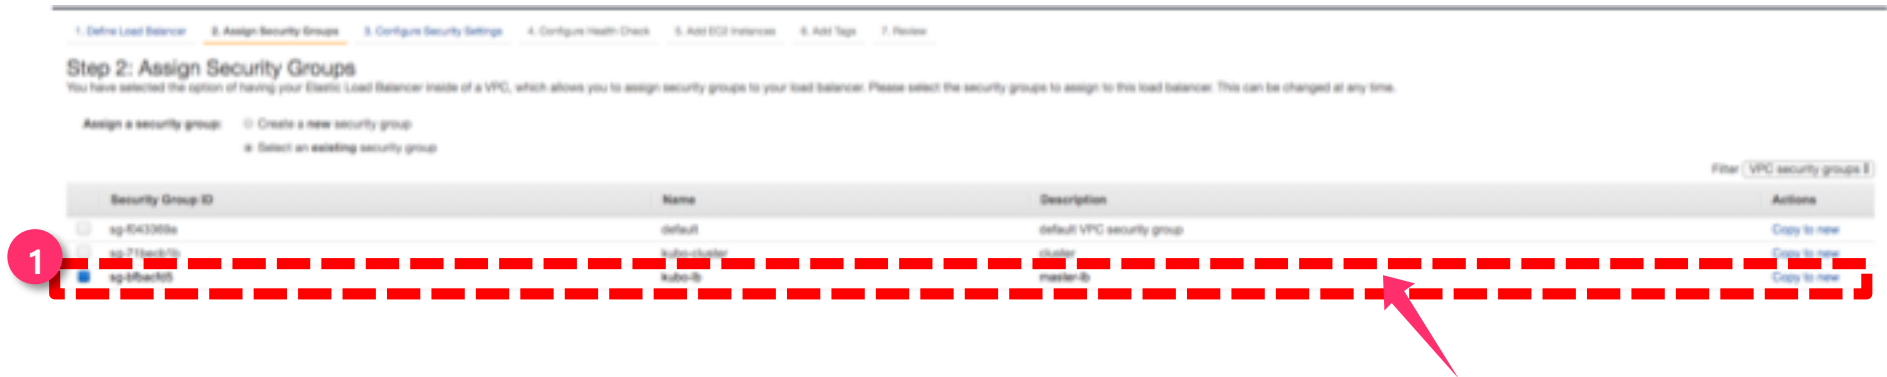 1. Define Load Balancer 2. Assign Security Groups 3. Configure Security Settings 4. Configure Health Check 5. Add EC2 Instances 6. Add Tags 7. Review
Step 2: Assign Security Groups
You have selected the option of having your Elastic Load Balancer inside of a VPC, which allows you to assign security groups to your load balancer. Please select the security groups to assign to this load balancer. This can be changed at any time.
Assign a security group: Create a new security group
Select an existing security group
Filter VPC security groups
Security Group ID Name Description Actions
default default VPC security group Copy to new
kubo-cluster cluster Copy to new
1
kubo-lb master-lb Copy to new